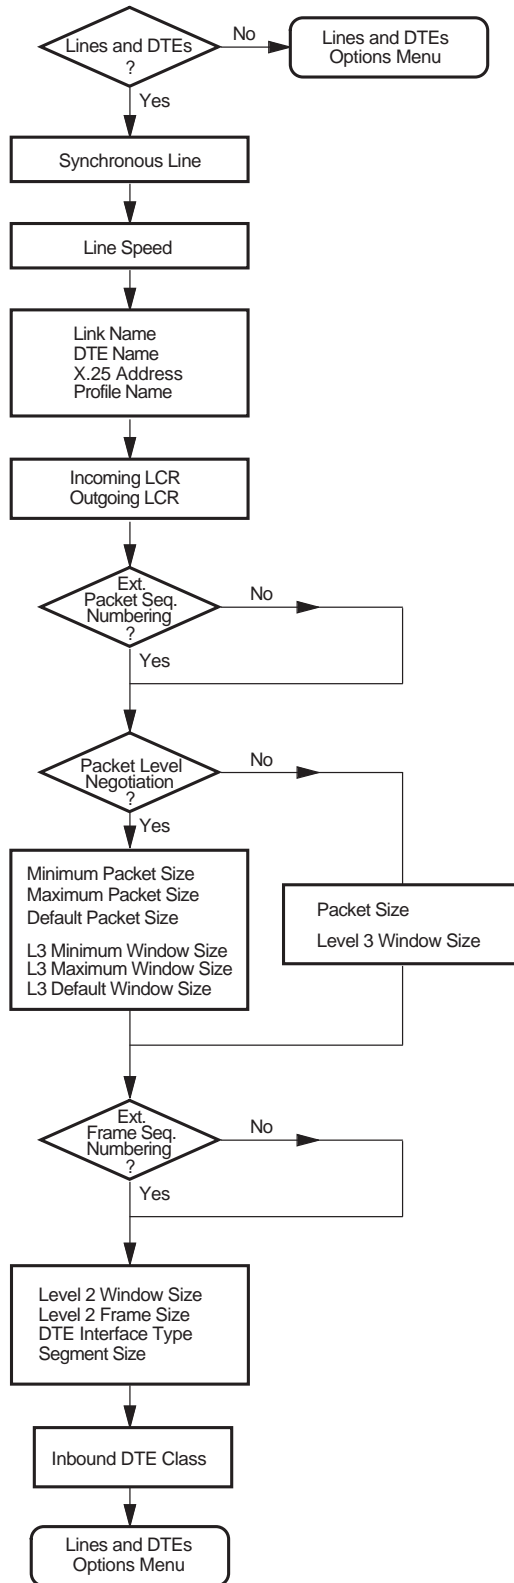 Lines and DTEs
?
No
Lines and DTEs
Options Menu
Yes
Synchronous Line
Line Speed
Link Name
DTE Name
X.25 Address
Profile Name
Incoming LCR
Outgoing LCR
Ext.
Packet Seq.
Numbering
?
No
Yes
Packet Level
Negotiation
?
No
Yes
Minimum Packet Size
Maximum Packet Size
Default Packet Size
L3 Minimum Window Size
L3 Maximum Window Size
L3 Default Window Size
Packet Size
Level 3 Window Size
Ext.
Frame Seq.
Numbering
?
No
Yes
Level 2 Window Size
Level 2 Frame Size
DTE Interface Type
Segment Size
Inbound DTE Class
Lines and DTEs
Options Menu